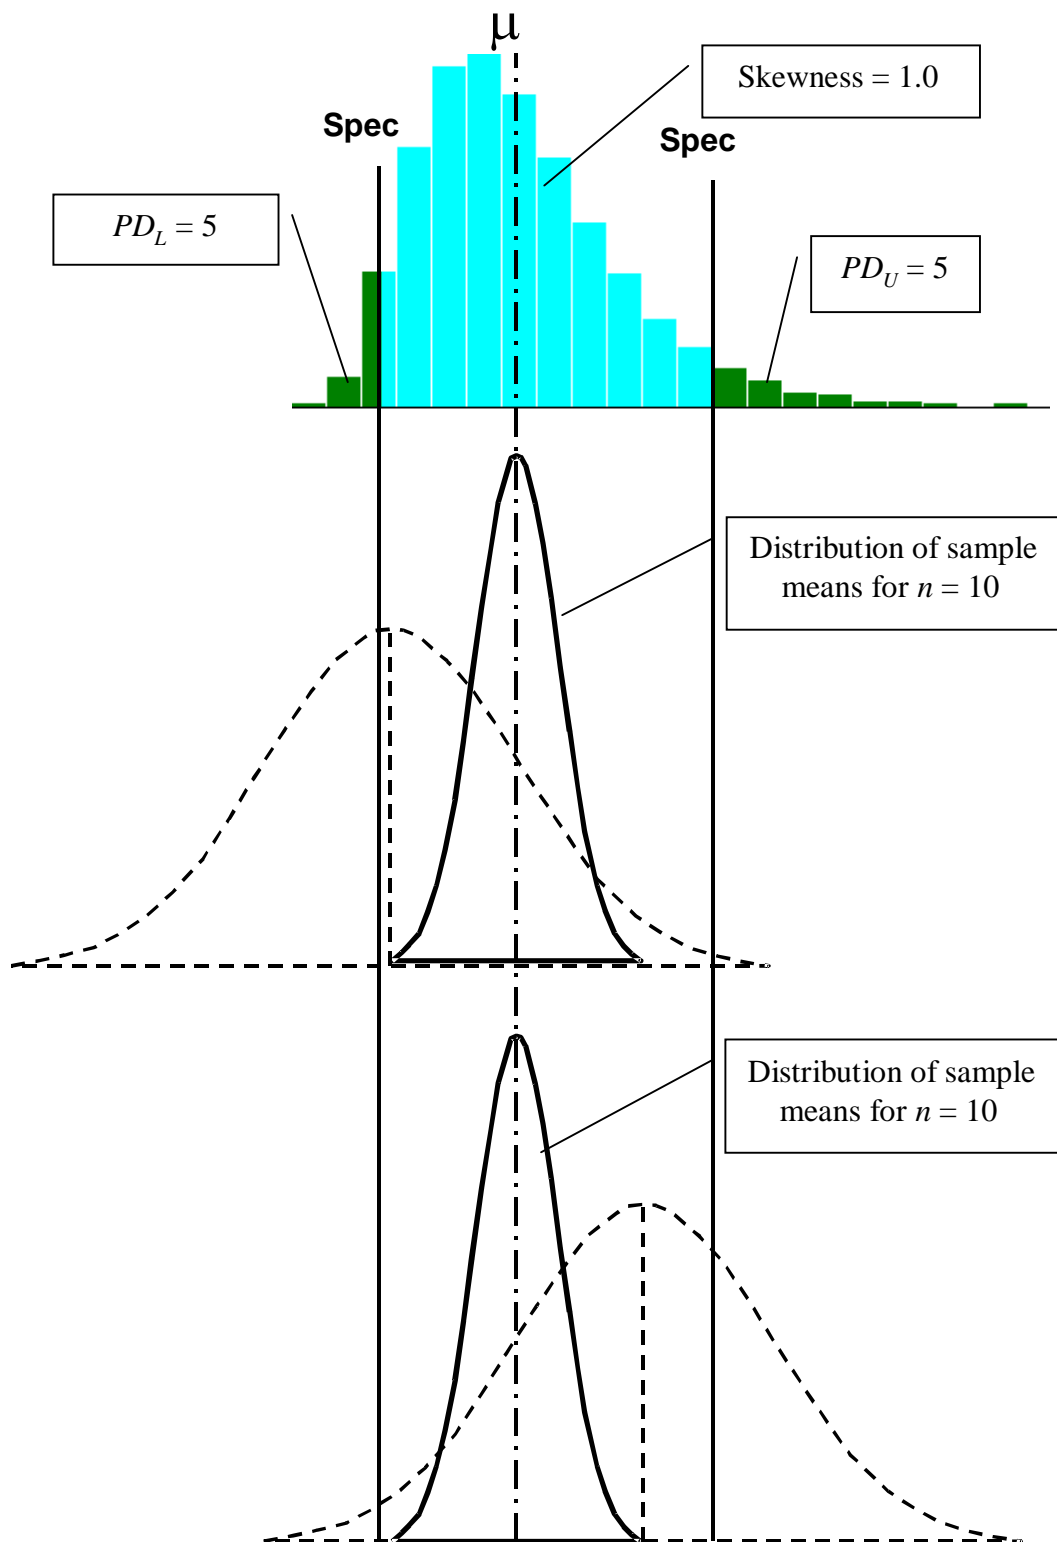 μ
Skewness = 1.0
Spec
Spec
PD_L = 5
PD_U = 5
Distribution of sample
means for n = 10
Distribution of sample
means for n = 10